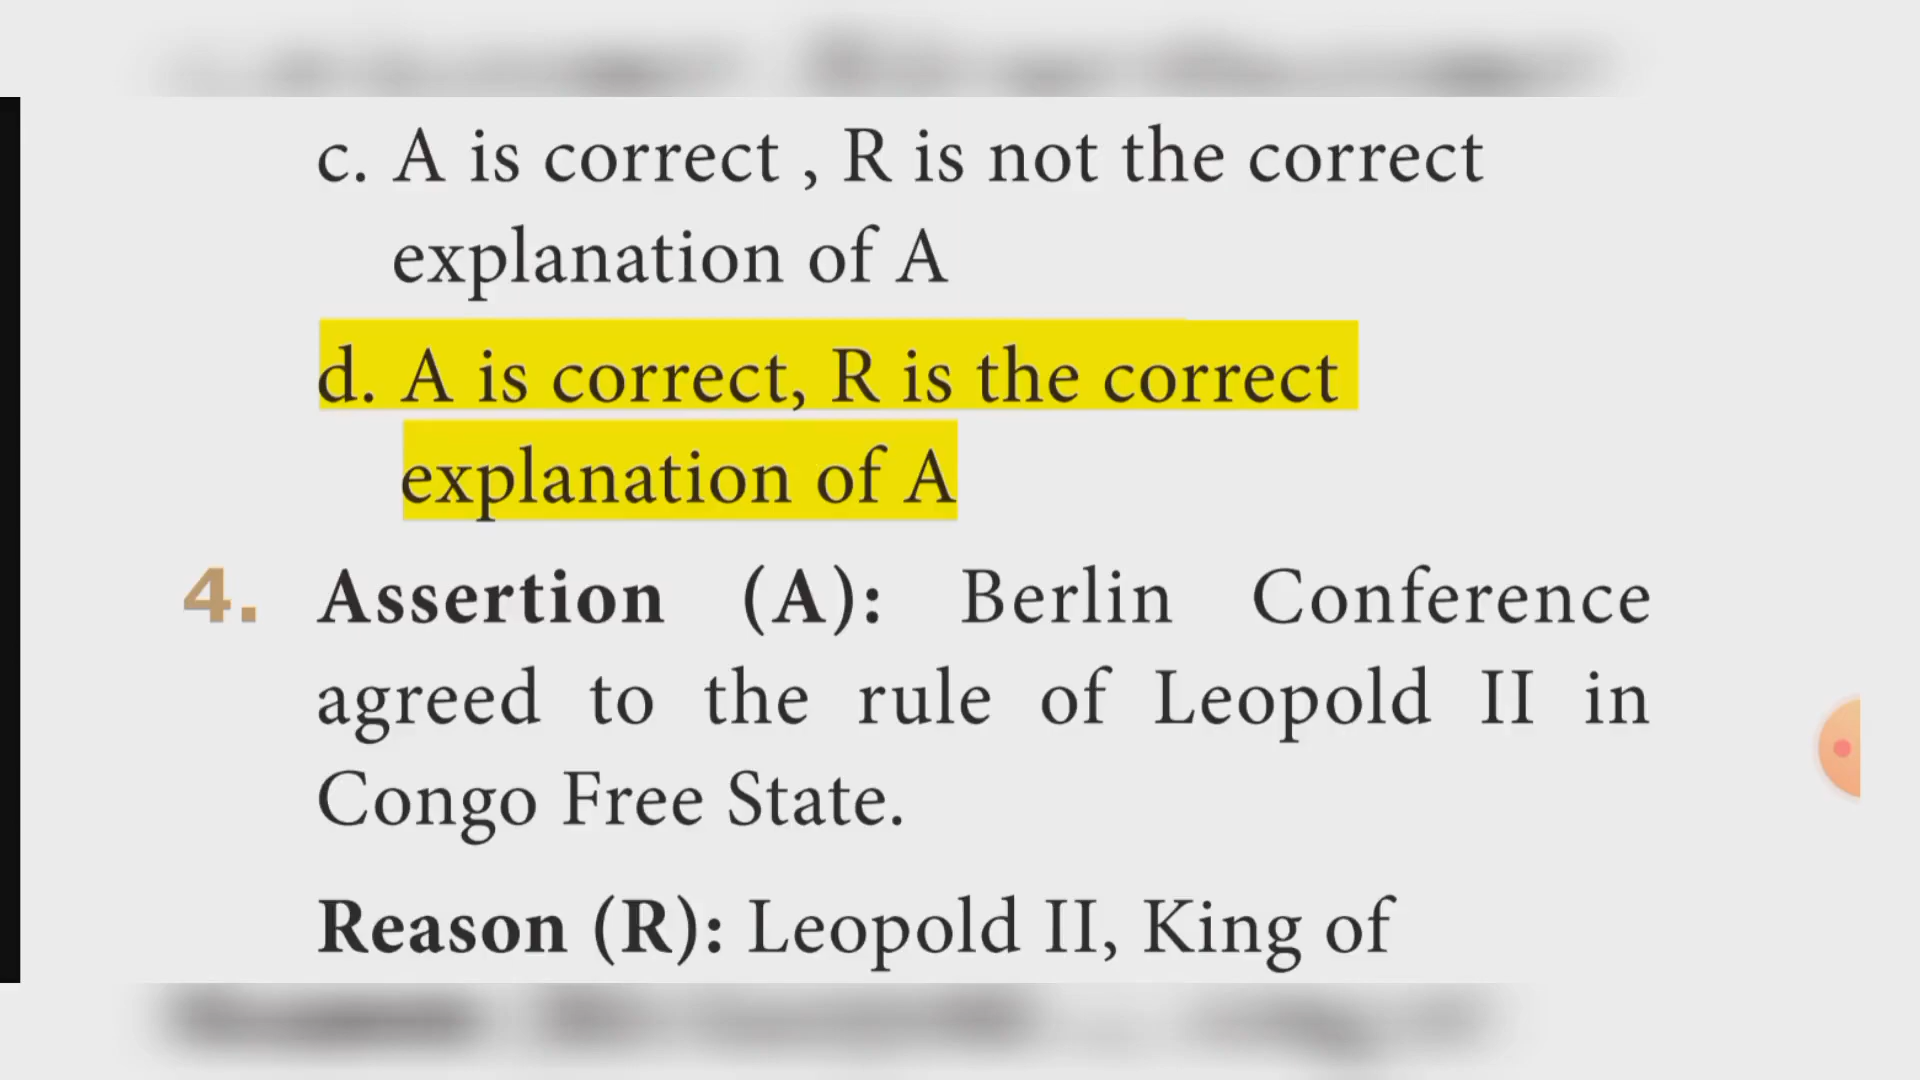 c. A is correct , R is not the correct
explanation of A
d. A is correct, R is the correct
explanation of A
4. Assertion (A): Berlin Conference
agreed to the rule of Leopold II in
Congo Free State.
Reason (R): Leopold II, King of